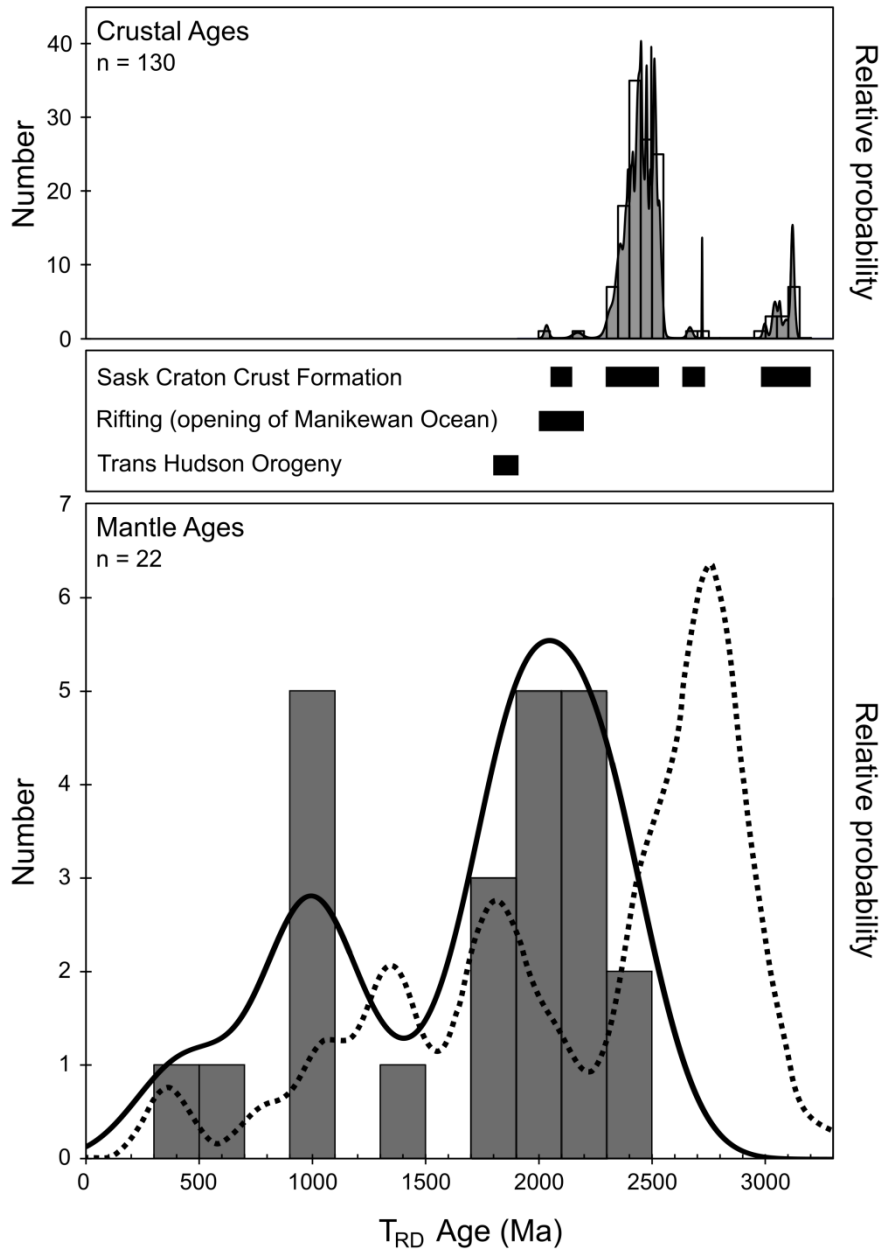 Crustal Ages
n = 130
40
30
20
10
0
Number
Relative probability
Sask Craton Crust Formation
Rifting (opening of Manikewan Ocean)
Trans Hudson Orogeny
Mantle Ages
n = 22
7
6
5
4
3
2
1
0
Number
Relative probability
0 500 1000 1500 2000 2500 3000
TRD Age (Ma)